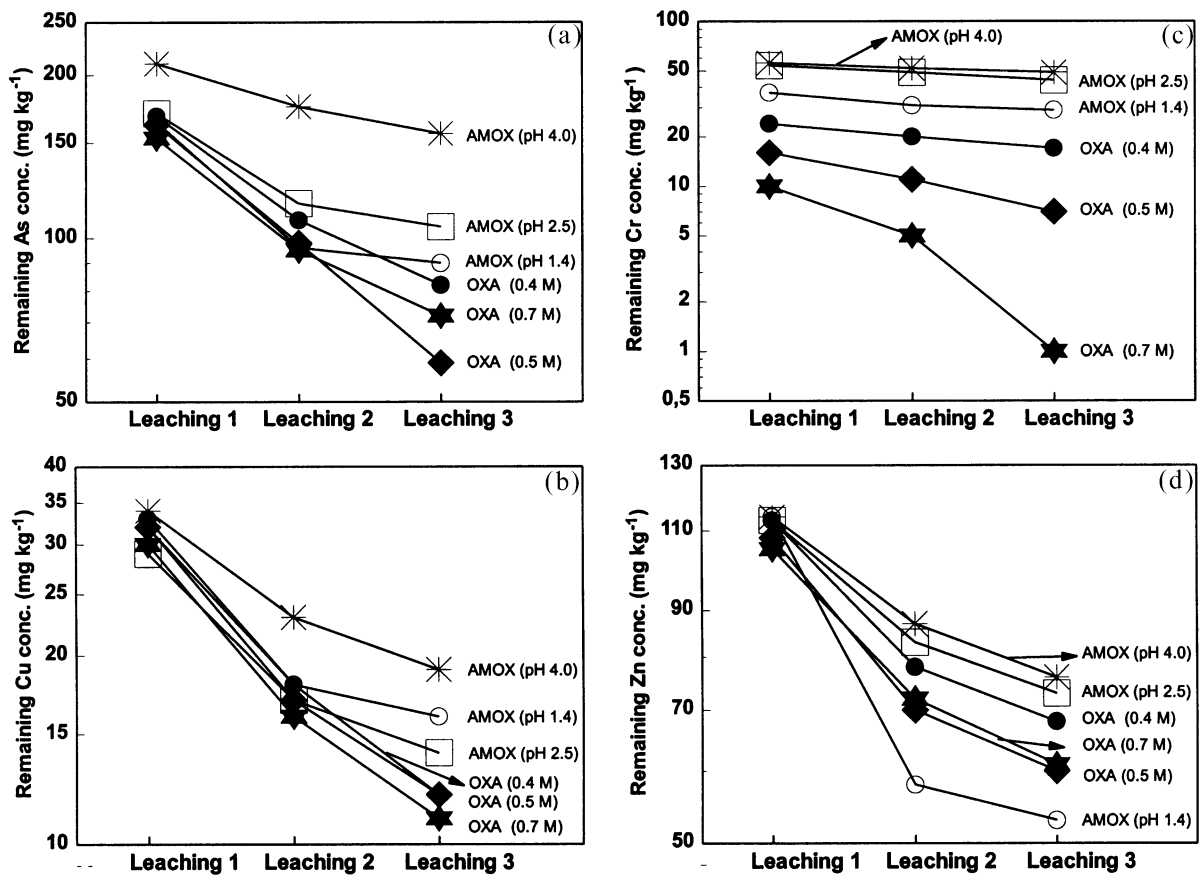 (a)
Remaining As conc. (mg kg-1)
250
200
150
100
50
AMOX (pH 4.0)
AMOX (pH 2.5)
AMOX (pH 1.4)
OXA (0.4 M)
OXA (0.7 M)
OXA (0.5 M)
Leaching 1 Leaching 2 Leaching 3
(c)
Remaining Cr conc. (mg kg-1)
100
50
20
10
5
2
1
0,5
AMOX (pH 4.0)
AMOX (pH 2.5)
AMOX (pH 1.4)
OXA (0.4 M)
OXA (0.5 M)
OXA (0.7 M)
Leaching 1 Leaching 2 Leaching 3
(b)
Remaining Cu conc. (mg kg-1)
40
35
30
25
20
15
10
AMOX (pH 4.0)
AMOX (pH 1.4)
AMOX (pH 2.5)
OXA (0.4 M)
OXA (0.5 M)
OXA (0.7 M)
Leaching 1 Leaching 2 Leaching 3
(d)
Remaining Zn conc. (mg kg-1)
130
110
90
70
50
AMOX (pH 4.0)
AMOX (pH 2.5)
OXA (0.4 M)
OXA (0.7 M)
OXA (0.5 M)
AMOX (pH 1.4)
Leaching 1 Leaching 2 Leaching 3